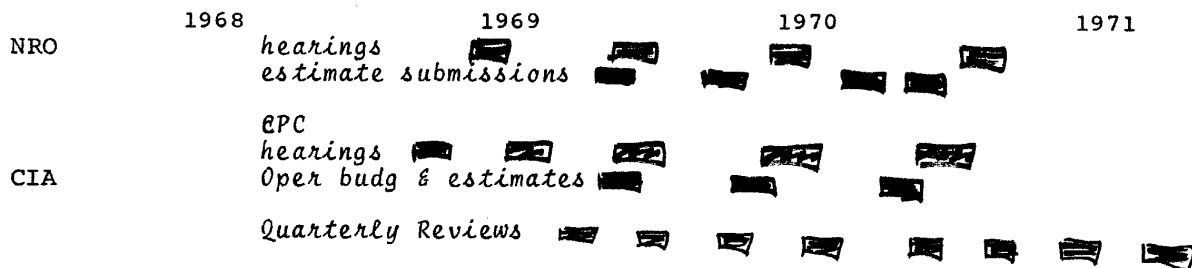 1968 1969 1970 1971
NRO hearings
estimate submissions
CPC
hearings
CIA Oper budg & estimates
Quarterly Reviews